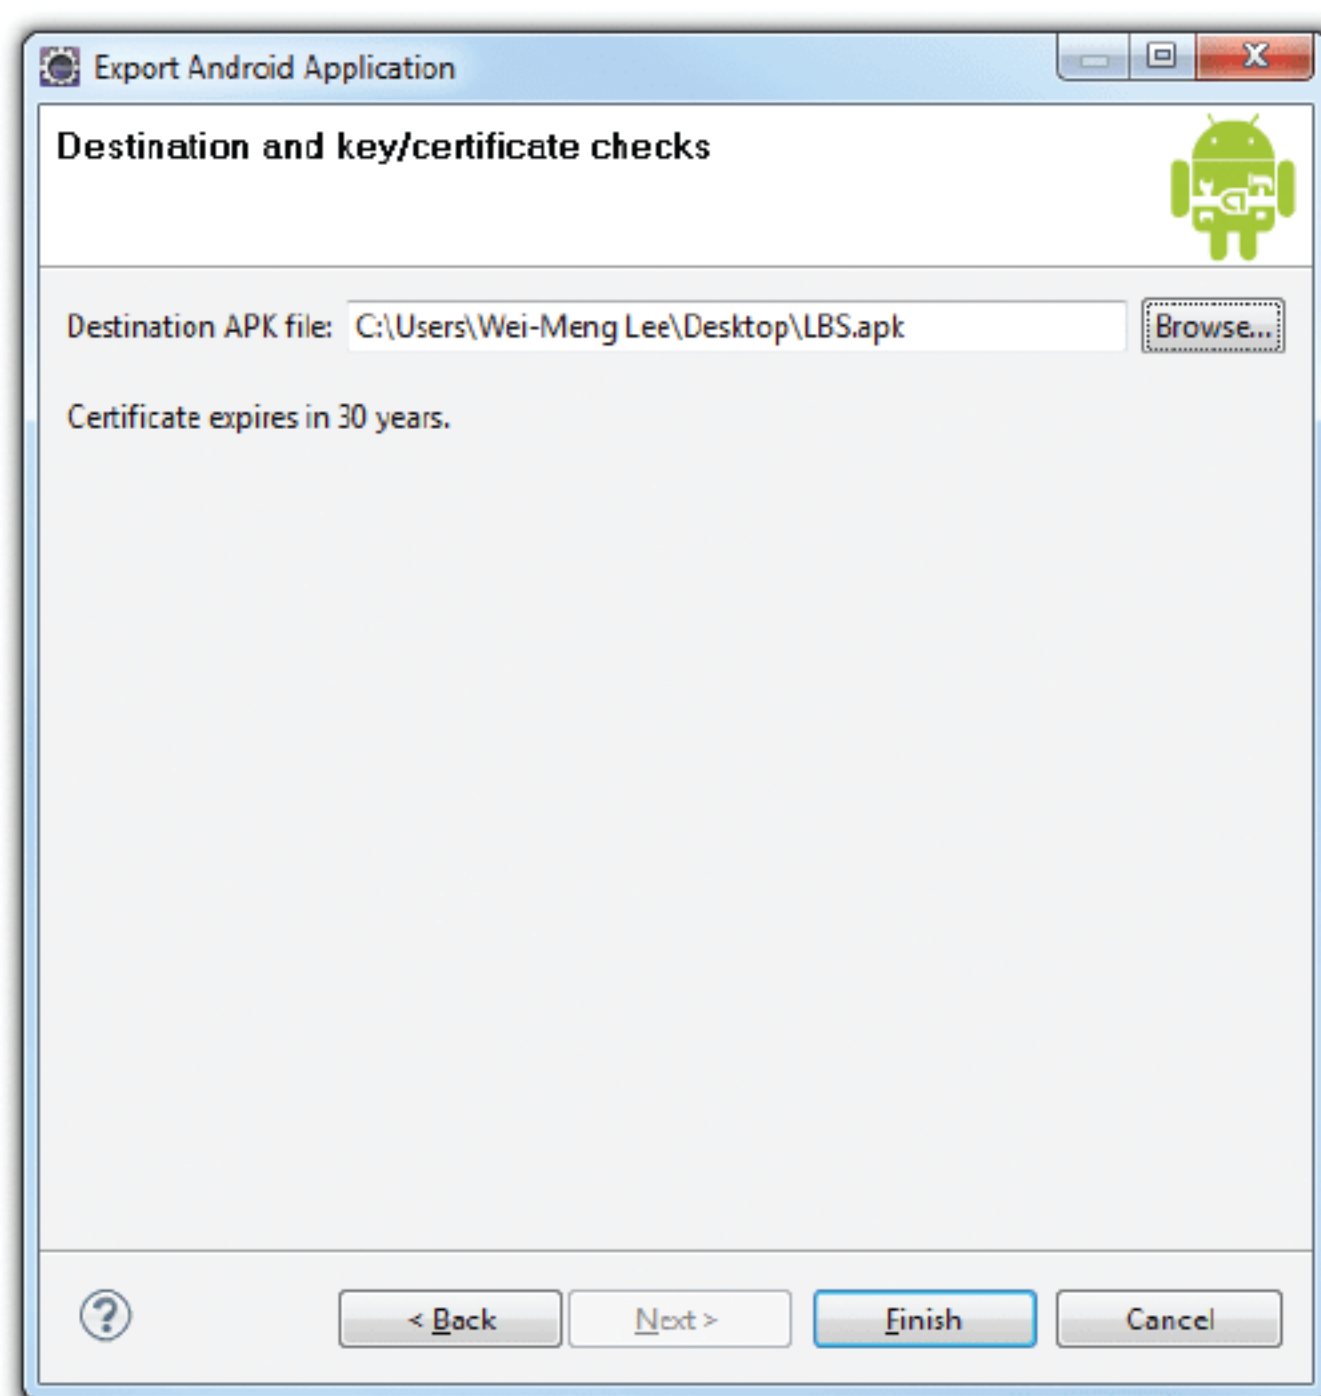 Export Android Application
Destination and key/certificate checks
Destination APK file: C:\Users\Wei-Meng Lee\Desktop\LBS.apk Browse...
Certificate expires in 30 years.
< Back Next > Finish Cancel